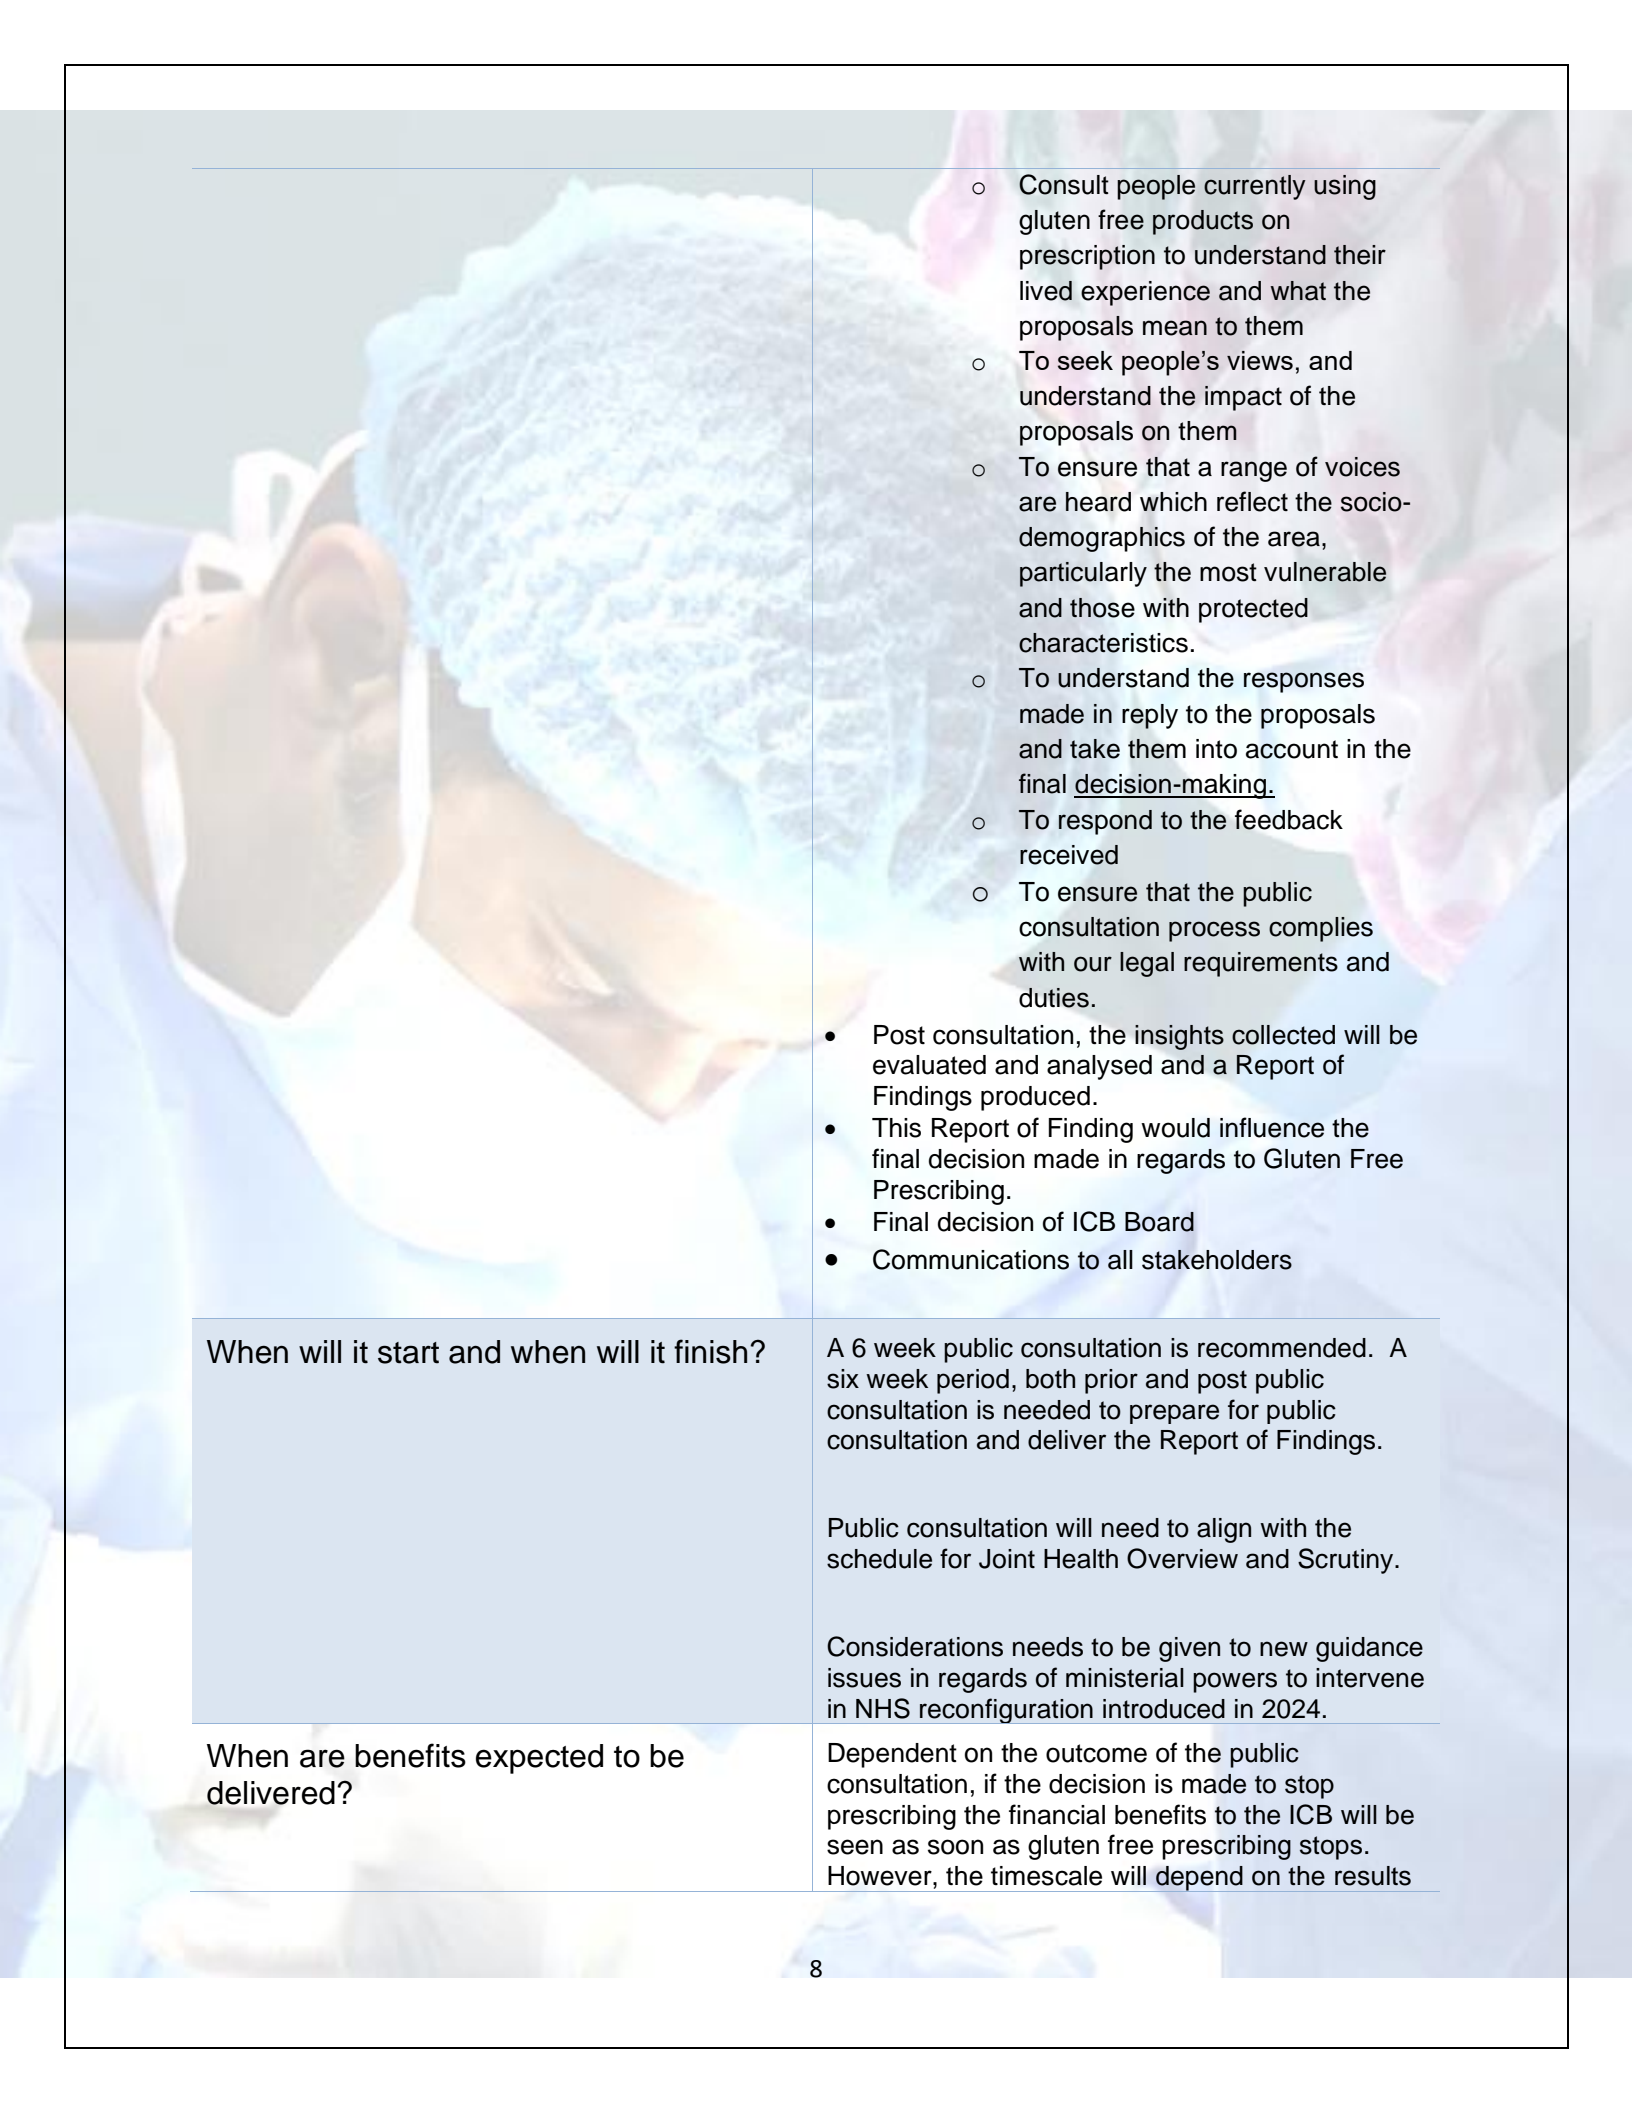 o Consult people currently using
gluten free products on
prescription to understand their
lived experience and what the
proposals mean to them
o To seek people’s views, and
understand the impact of the
proposals on them
o To ensure that a range of voices
are heard which reflect the socio-
demographics of the area,
particularly the most vulnerable
and those with protected
characteristics.
o To understand the responses
made in reply to the proposals
and take them into account in the
final decision-making.
o To respond to the feedback
received
o To ensure that the public
consultation process complies
with our legal requirements and
duties.
• Post consultation, the insights collected will be
evaluated and analysed and a Report of
Findings produced.
• This Report of Finding would influence the
final decision made in regards to Gluten Free
Prescribing.
• Final decision of ICB Board
• Communications to all stakeholders
When will it start and when will it finish?
A 6 week public consultation is recommended. A
six week period, both prior and post public
consultation is needed to prepare for public
consultation and deliver the Report of Findings.
Public consultation will need to align with the
schedule for Joint Health Overview and Scrutiny.
Considerations needs to be given to new guidance
issues in regards of ministerial powers to intervene
in NHS reconfiguration introduced in 2024.
When are benefits expected to be
delivered?
Dependent on the outcome of the public
consultation, if the decision is made to stop
prescribing the financial benefits to the ICB will be
seen as soon as gluten free prescribing stops.
However, the timescale will depend on the results
8